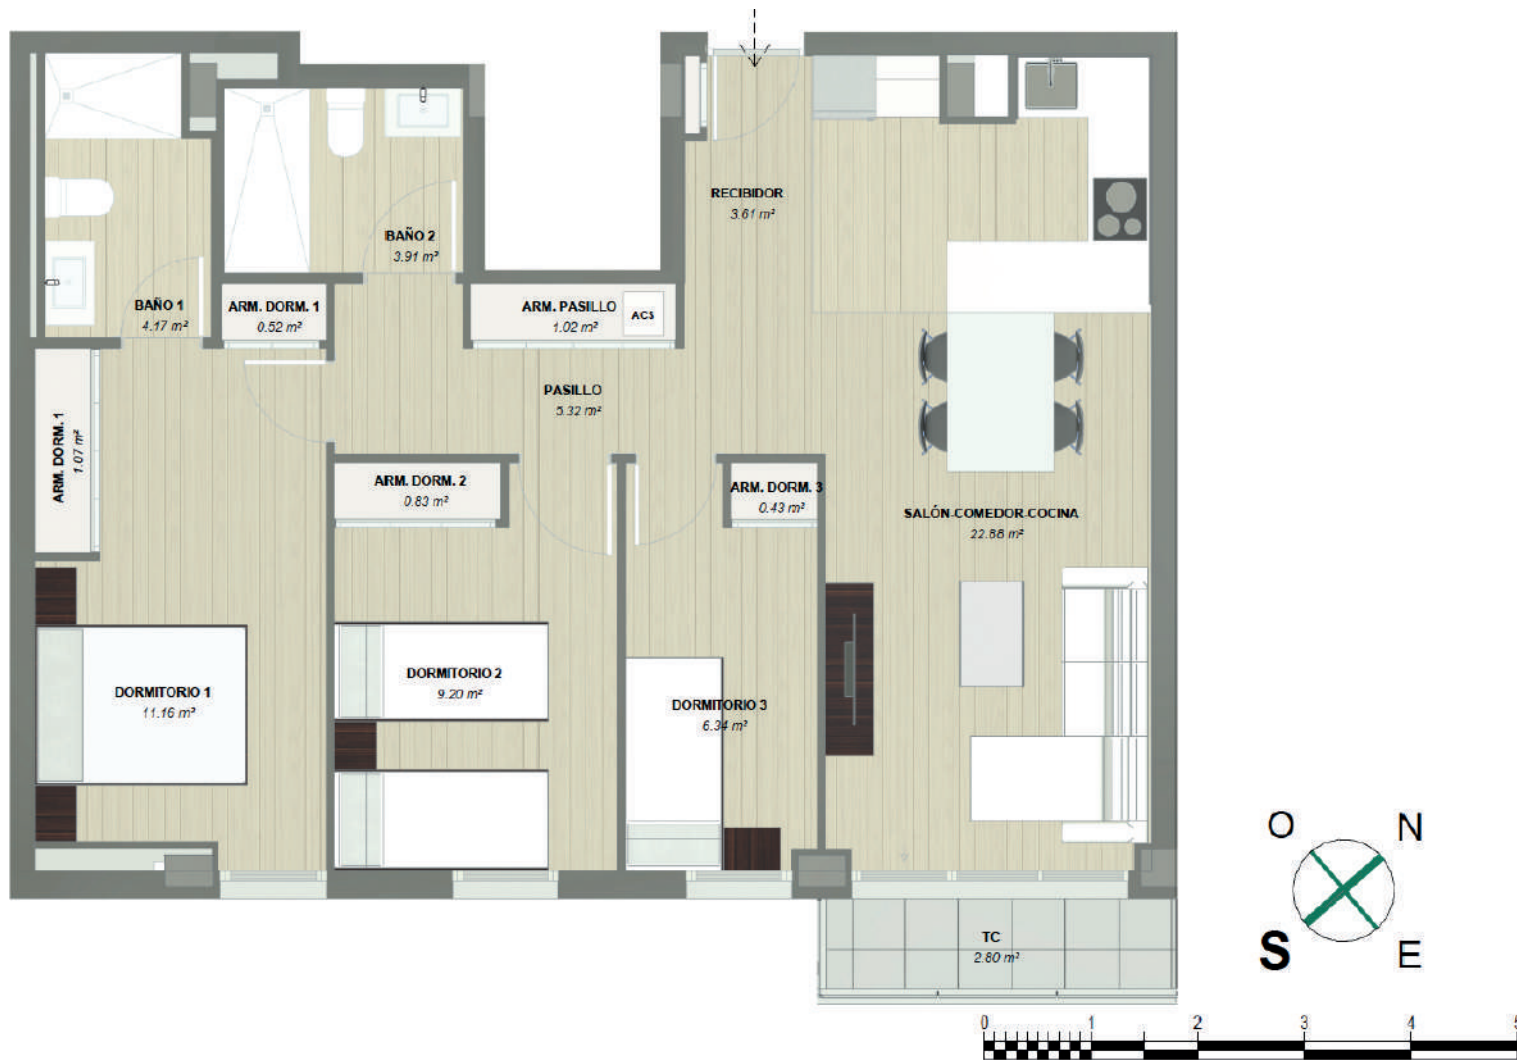 RECIBIDOR
3.61 m²
BAÑO 2
3.91 m²
BAÑO 1
4.17 m²
ARM. DORM. 1
0.52 m²
ARM. PASILLO
1.02 m²
ACS
PASILLO
5.32 m²
ARM. DORM. 1
1.07 m²
ARM. DORM. 2
0.83 m²
ARM. DORM. 3
0.43 m²
SALÓN-COMEDOR-COCINA
22.88 m²
DORMITORIO 1
11.16 m²
DORMITORIO 2
9.20 m²
DORMITORIO 3
6.34 m²
TC
2.80 m²
O N
S E
0 1 2 3 4 5